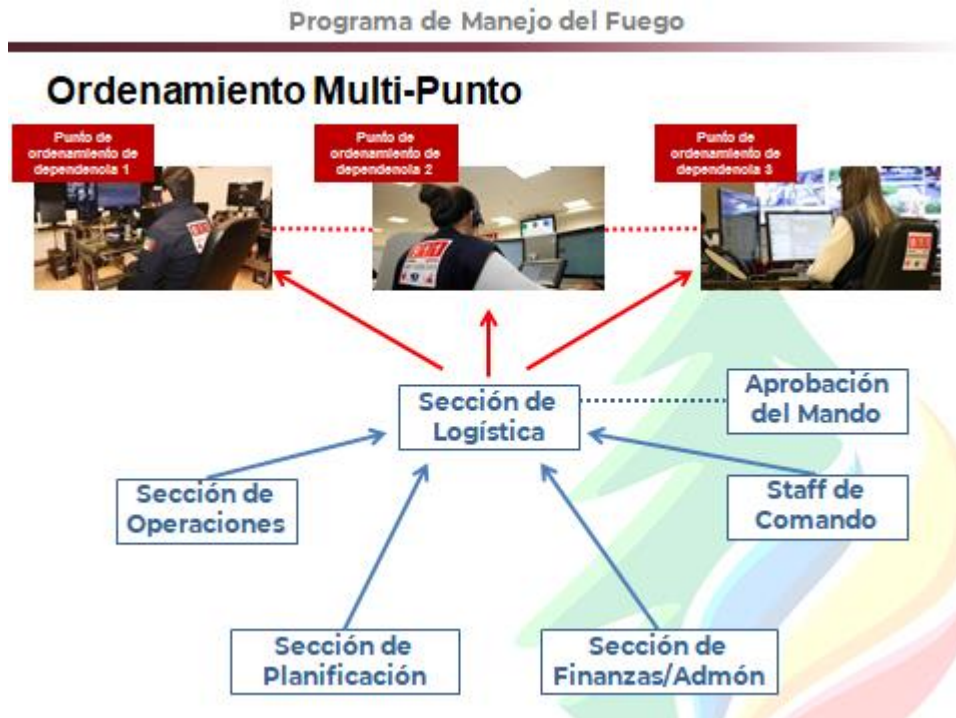 Programa de Manejo del Fuego
Ordenamiento Multi-Punto
Punto de
ordenamiento de
dependencia 1
Punto de
ordenamiento de
dependencia 2
Punto de
ordenamiento de
dependencia 3
Sección de
Logística
Aprobación
del Mando
Sección de
Operaciones
Staff de
Comando
Sección de
Planificación
Sección de
Finanzas/Admón